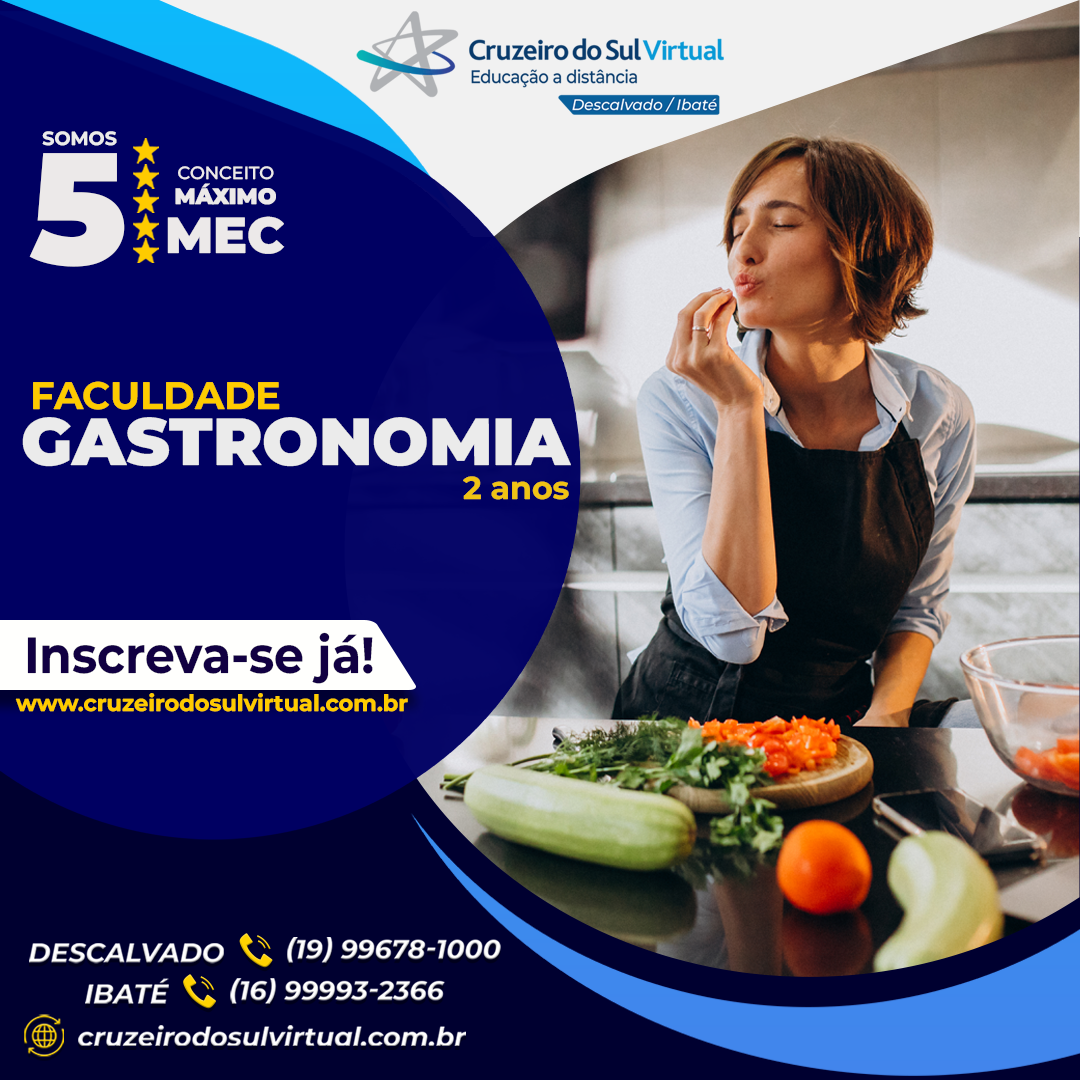 Cruzeiro do Sul Virtual
Educação a distância
Descalvado / Ibaté
SOMOS
5
CONCEITO
MÁXIMO
MEC
FACULDADE
GASTRONOMIA
2 anos
Inscreva-se já!
www.cruzeirodosulvirtual.com.br
DESCALVADO (19) 99678-1000
IBATÉ (16) 99993-2366
cruzeirodosulvirtual.com.br